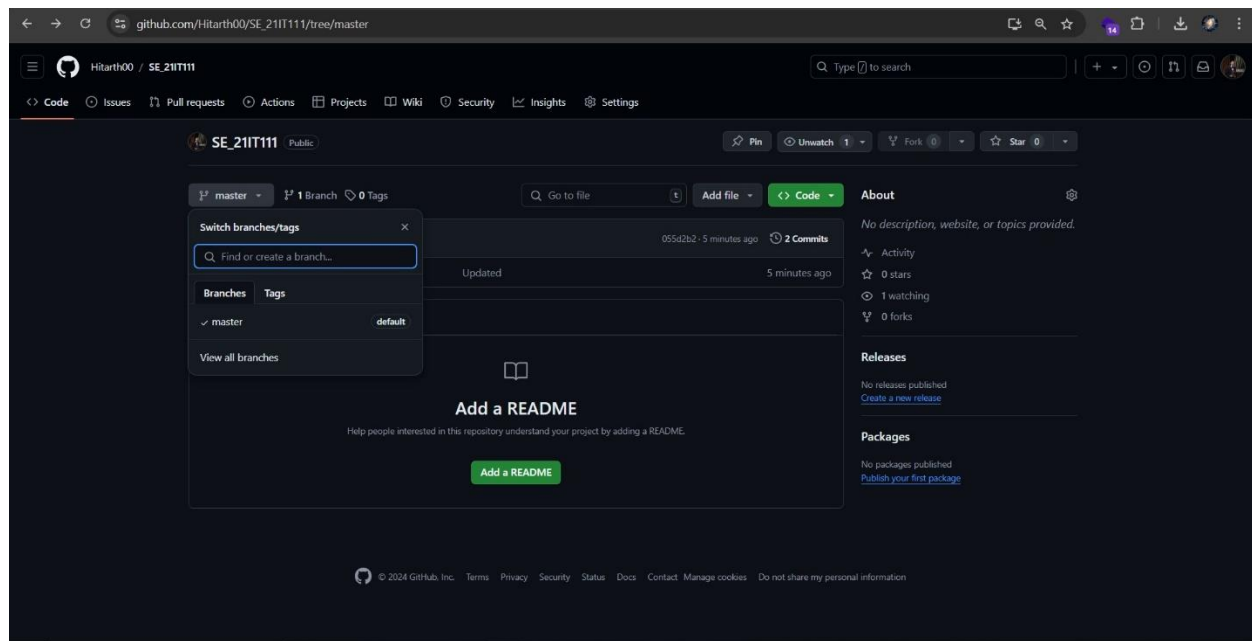 github.com/Hitarth00/SE_21IT111/tree/master
14
Hitarth00 / SE_21IT111
Type / to search
Code Issues Pull requests Actions Projects Wiki Security Insights Settings
SE_21IT111 Public
Pin Unwatch 1 Fork 0 Star 0
master 1 Branch 0 Tags Go to file t Add file Code
About
Switch branches/tags
No description, website, or topics provided.
055d2b2 · 5 minutes ago 2 Commits
Find or create a branch...
Activity
Updated 5 minutes ago
0 stars
Branches Tags
1 watching
0 forks
master default
View all branches
Releases
No releases published
Create a new release
Add a README
Help people interested in this repository understand your project by adding a README.
Add a README
Packages
No packages published
Publish your first package
© 2024 GitHub, Inc. Terms Privacy Security Status Docs Contact Manage cookies Do not share my personal information